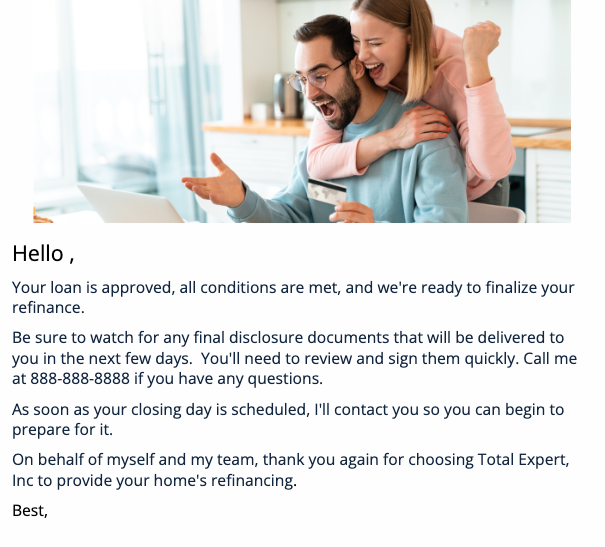 Hello ,
Your loan is approved, all conditions are met, and we're ready to finalize your
refinance.
Be sure to watch for any final disclosure documents that will be delivered to
you in the next few days.  You'll need to review and sign them quickly. Call me
at 888-888-8888 if you have any questions.
As soon as your closing day is scheduled, I'll contact you so you can begin to
prepare for it.
On behalf of myself and my team, thank you again for choosing Total Expert,
Inc to provide your home's refinancing.
Best,